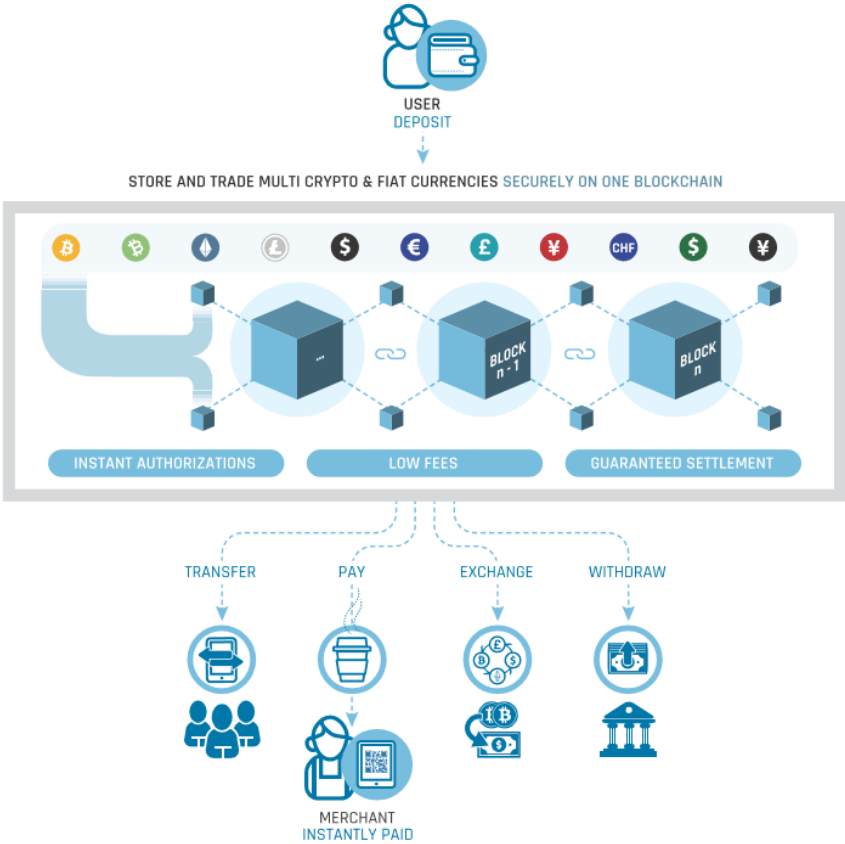 USER
DEPOSIT
STORE AND TRADE MULTI CRYPTO & FIAT CURRENCIES SECURELY ON ONE BLOCKCHAIN
₿ ₿ Ł $ € £ ¥ CHF $ ¥
...
BLOCK
n - 1
BLOCK
n
INSTANT AUTHORIZATIONS
LOW FEES
GUARANTEED SETTLEMENT
TRANSFER
PAY
EXCHANGE
WITHDRAW
£
₿ $
₿
$
MERCHANT
INSTANTLY PAID